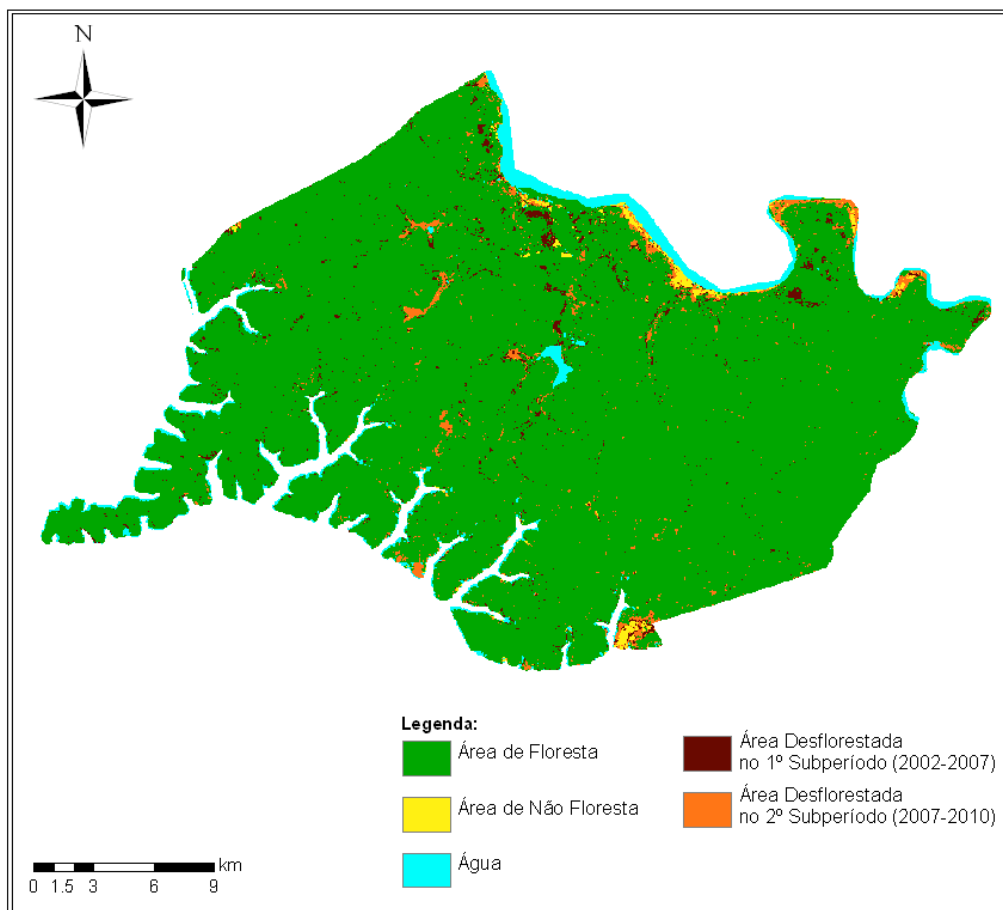 N
Legenda:
Área de Floresta
Área de Não Floresta
Água
Área Desflorestada
no 1º Subperíodo (2002-2007)
Área Desflorestada
no 2º Subperíodo (2007-2010)
km
0 1.5 3 6 9